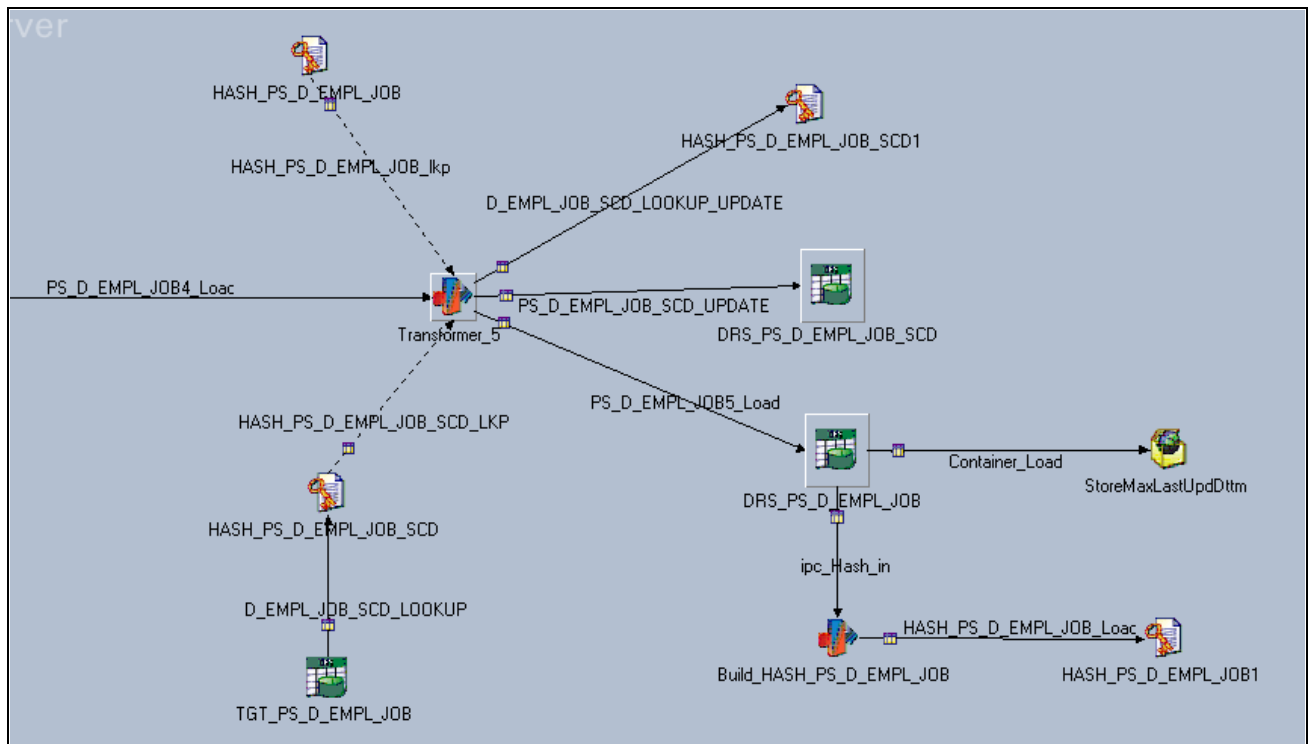 rver
HASH_PS_D_EMPL_JOB
HASH_PS_D_EMPL_JOB_SCD1
HASH_PS_D_EMPL_JOB_lkp
D_EMPL_JOB_SCD_LOOKUP_UPDATE
PS_D_EMPL_JOB4_Loac
PS_D_EMPL_JOB_SCD_UPDATE
Transformer_5
DRS_PS_D_EMPL_JOB_SCD
PS_D_EMPL_JOB5_Load
HASH_PS_D_EMPL_JOB_SCD_LKP
Container_Load
StoreMaxLastUpdDttm
DRS_PS_D_EMPL_JOB
HASH_PS_D_EMPL_JOB_SCD
ipc_Hash_in
D_EMPL_JOB_SCD_LOOKUP
HASH_PS_D_EMPL_JOB_Loac
Build_HASH_PS_D_EMPL_JOB
HASH_PS_D_EMPL_JOB1
TGT_PS_D_EMPL_JOB